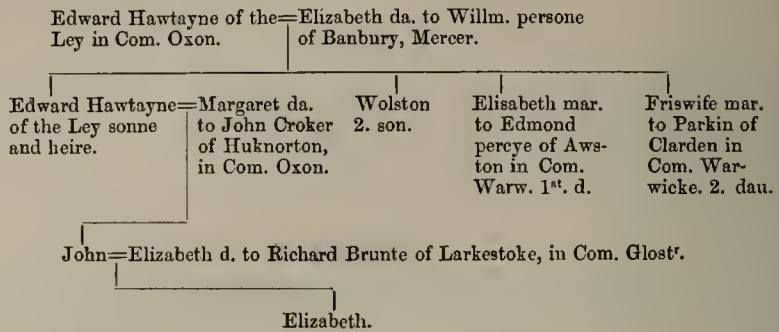 Edward Hawtayne of the=Elizabeth da. to Willm. persone
Ley in Com. Oxon. of Banbury, Mercer.
Edward Hawtayne=Margaret da.
of the Ley sonne to John Croker
and heire. of Huknorton,
in Com. Oxon.
Wolston
2. son.
Elisabeth mar.
to Edmond
percye of Aws-
ton in Com.
Warw. 1st. d.
Friswife mar.
to Parkin of
Clarden in
Com. War-
wicke. 2. dau.
John=Elizabeth d. to Richard Brunte of Larkestoke, in Com. Glostr.
Elizabeth.